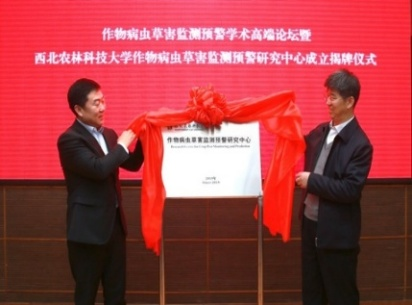 作物病虫草害监测预警学术高端论坛暨
西北农林科技大学作物病虫草害监测预警研究中心成立揭牌仪式
作物病虫草害监测预警研究中心